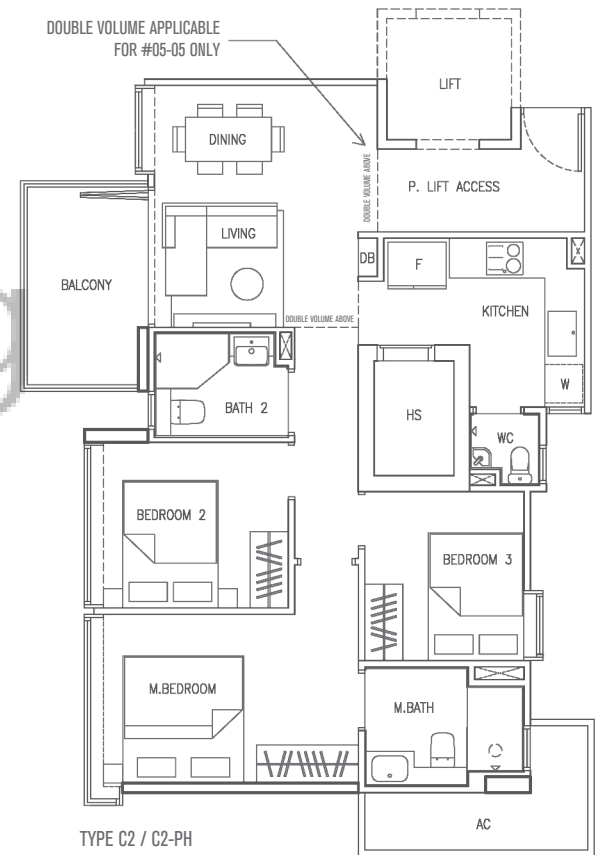 DOUBLE VOLUME APPLICABLE
FOR #05-05 ONLY
LIFT
DINING
DOUBLE VOLUME ABOVE
P. LIFT ACCESS
LIVING
DB
F
BALCONY
KITCHEN
DOUBLE VOLUME ABOVE
W
BATH 2
HS
WC
BEDROOM 2
BEDROOM 3
M.BEDROOM
M.BATH
AC
TYPE C2 / C2-PH